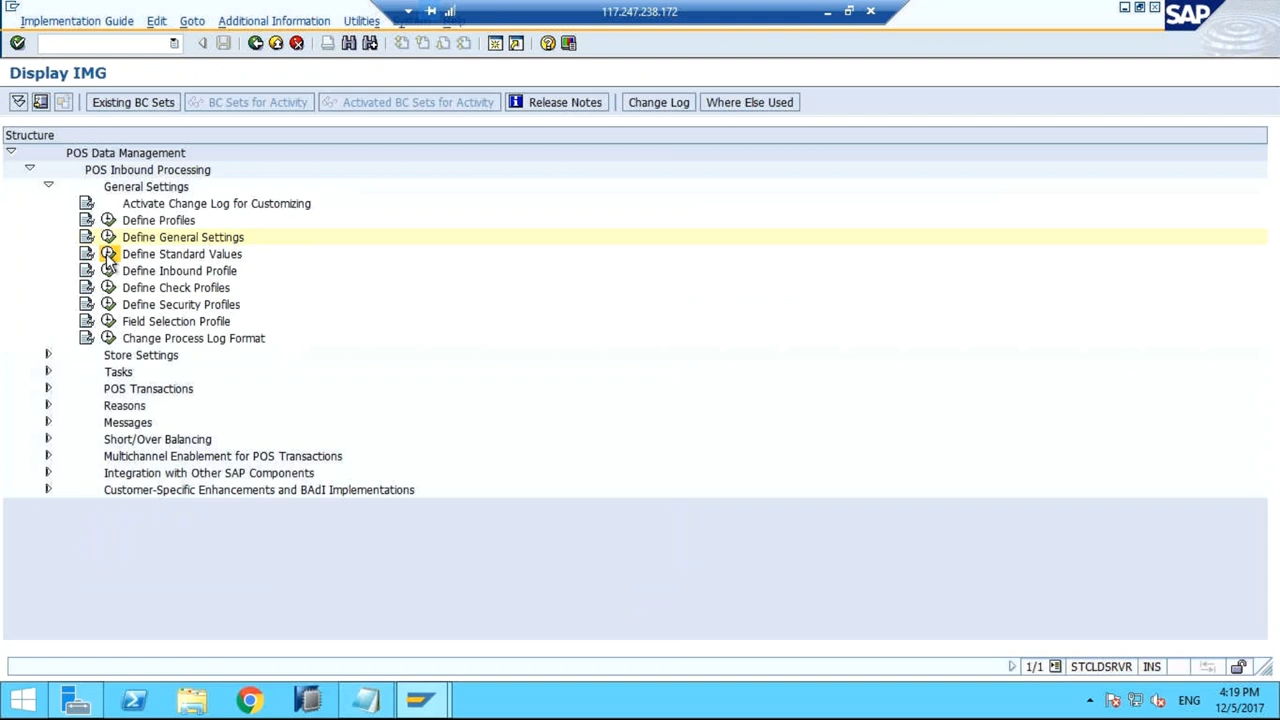 117.247.238.172
Implementation Guide Edit Goto Additional Information Utilities
SAP
Display IMG
Existing BC Sets BC Sets for Activity Activated BC Sets for Activity Release Notes Change Log Where Else Used
Structure
POS Data Management
POS Inbound Processing
General Settings
Activate Change Log for Customizing
Define Profiles
Define General Settings
Define Standard Values
Define Inbound Profile
Define Check Profiles
Define Security Profiles
Field Selection Profile
Change Process Log Format
Store Settings
Tasks
POS Transactions
Reasons
Messages
Short/Over Balancing
Multichannel Enablement for POS Transactions
Integration with Other SAP Components
Customer-Specific Enhancements and BAdI Implementations
1/1 STCLDSRVR INS
ENG
4:19 PM
12/5/2017